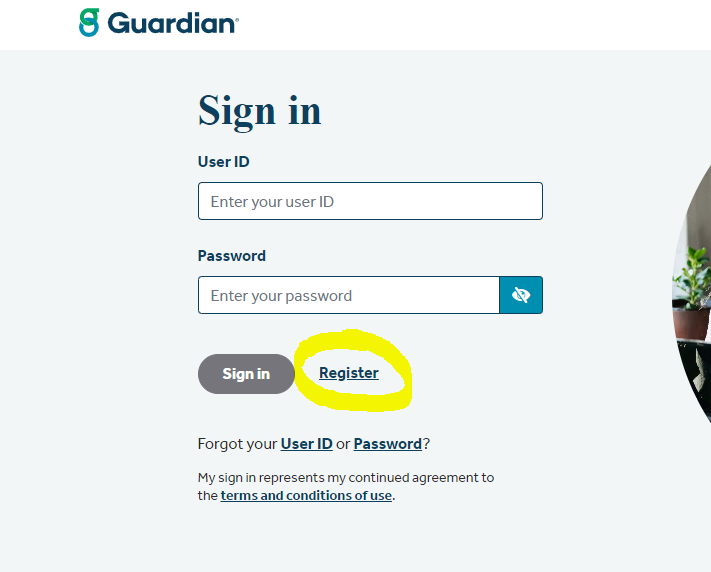 Guardian®
Sign in
User ID
Enter your user ID
Password
Enter your password
Sign in Register
Forgot your User ID or Password?
My sign in represents my continued agreement to
the terms and conditions of use.